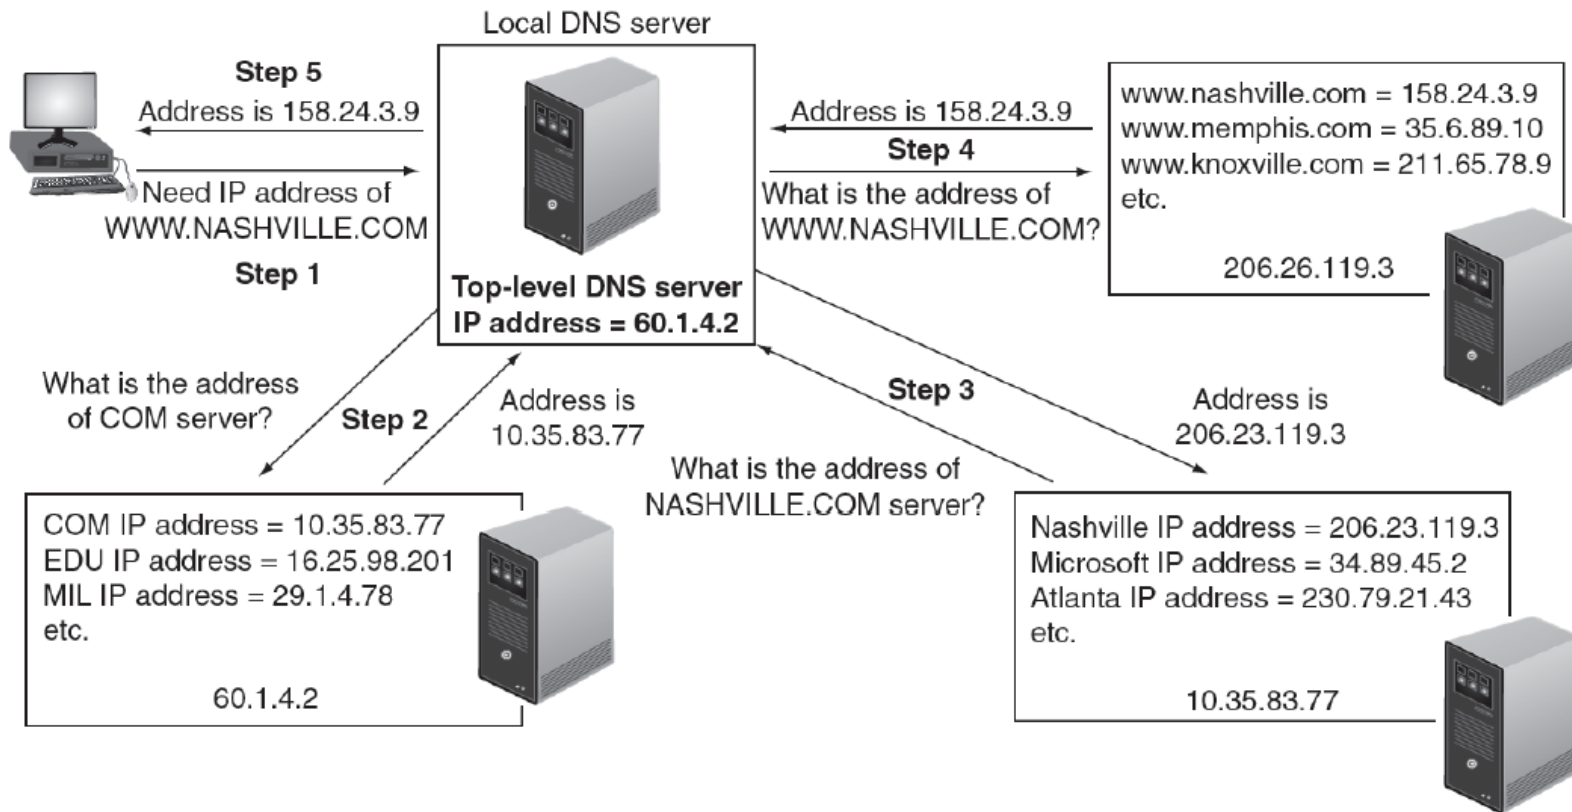 Local DNS server
Step 5
Address is 158.24.3.9
Need IP address of
WWW.NASHVILLE.COM
Step 1
Top-level DNS server
IP address = 60.1.4.2
Address is 158.24.3.9
Step 4
What is the address of
WWW.NASHVILLE.COM?
www.nashville.com = 158.24.3.9
www.memphis.com = 35.6.89.10
www.knoxville.com = 211.65.78.9
etc.
206.26.119.3
What is the address
of COM server?
Step 2
Address is
10.35.83.77
Step 3
Address is
206.23.119.3
What is the address of
NASHVILLE.COM server?
COM IP address = 10.35.83.77
EDU IP address = 16.25.98.201
MIL IP address = 29.1.4.78
etc.
60.1.4.2
Nashville IP address = 206.23.119.3
Microsoft IP address = 34.89.45.2
Atlanta IP address = 230.79.21.43
etc.
10.35.83.77